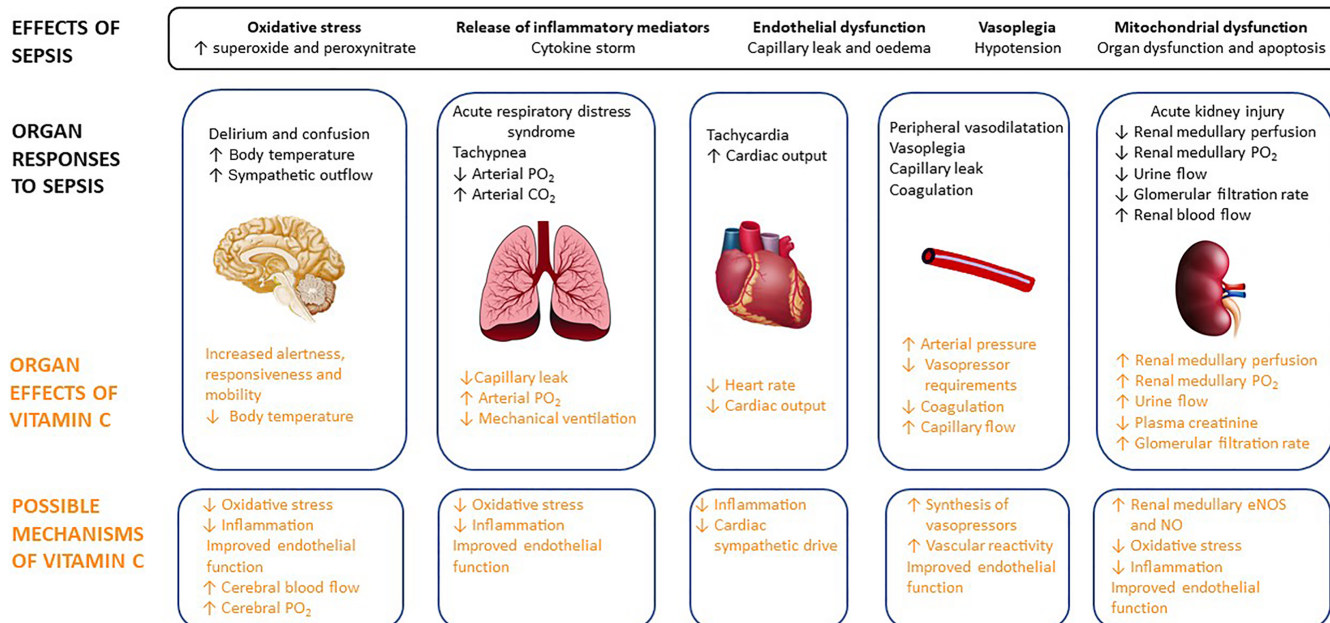 EFFECTS OF
SEPSIS
Oxidative stress
↑ superoxide and peroxynitrate
Release of inflammatory mediators
Cytokine storm
Endothelial dysfunction
Capillary leak and oedema
Vasoplegia
Hypotension
Mitochondrial dysfunction
Organ dysfunction and apoptosis
ORGAN
RESPONSES
TO SEPSIS
Delirium and confusion
↑ Body temperature
↑ Sympathetic outflow
Acute respiratory distress
syndrome
Tachypnea
↓ Arterial PO₂
↑ Arterial CO₂
Tachycardia
↑ Cardiac output
Peripheral vasodilatation
Vasoplegia
Capillary leak
Coagulation
Acute kidney injury
↓ Renal medullary perfusion
↓ Renal medullary PO₂
↓ Urine flow
↓ Glomerular filtration rate
↑ Renal blood flow
ORGAN
EFFECTS OF
VITAMIN C
Increased alertness,
responsiveness and
mobility
↓ Body temperature
↓ Capillary leak
↑ Arterial PO₂
↓ Mechanical ventilation
↓ Heart rate
↓ Cardiac output
↑ Arterial pressure
↓ Vasopressor
requirements
↓ Coagulation
↑ Capillary flow
↑ Renal medullary perfusion
↑ Renal medullary PO₂
↑ Urine flow
↓ Plasma creatinine
↑ Glomerular filtration rate
POSSIBLE
MECHANISMS
OF VITAMIN C
↓ Oxidative stress
↓ Inflammation
Improved endothelial
function
↑ Cerebral blood flow
↑ Cerebral PO₂
↓ Oxidative stress
↓ Inflammation
Improved endothelial
function
↓ Inflammation
↓ Cardiac
sympathetic drive
↑ Synthesis of
vasopressors
↑ Vascular reactivity
Improved endothelial
function
↑ Renal medullary eNOS
and NO
↓ Oxidative stress
↓ Inflammation
Improved endothelial
function